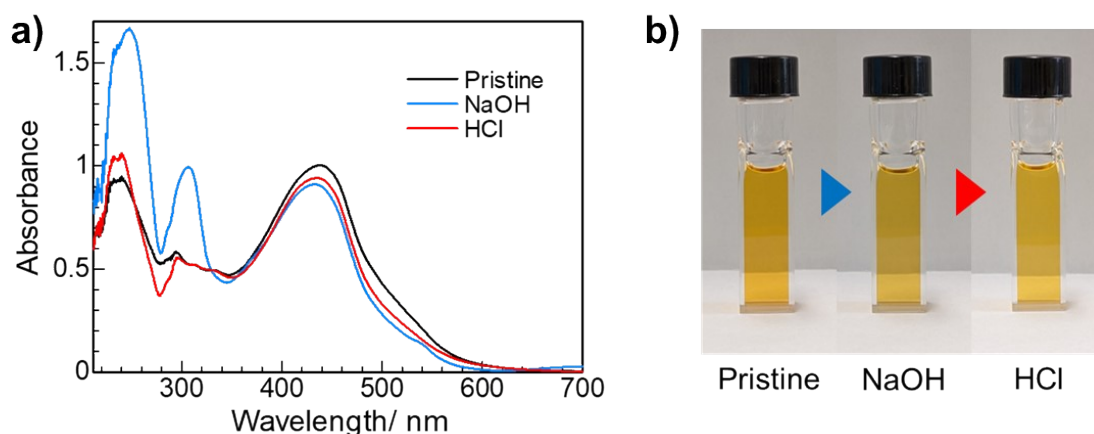 a)
1.5
1
0.5
0
Absorbance
300
400
500
600
700
Wavelength/ nm
Pristine
NaOH
HCl
b)
Pristine
NaOH
HCl